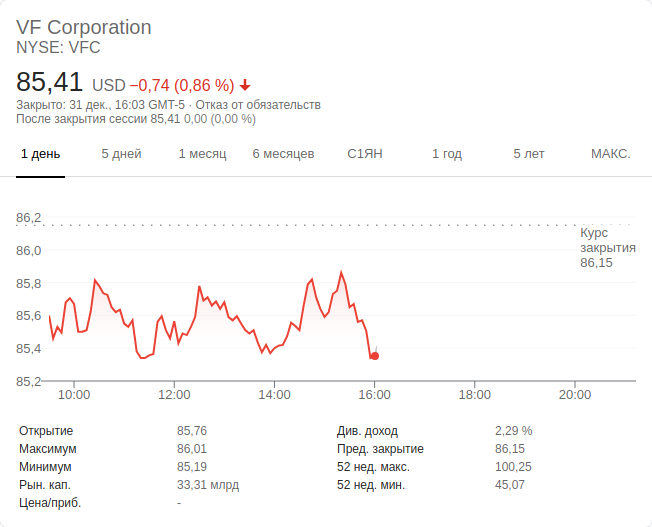 VF Corporation
NYSE: VFC
85,41 USD −0,74 (0,86 %)
Закрыто: 31 дек., 16:03 GMT-5 · Отказ от обязательств
После закрытия сессии 85,41 0,00 (0,00 %)
1 день 5 дней 1 месяц 6 месяцев С1ЯН 1 год 5 лет МАКС.
86,2
Курс
закрытия
86,15
86,0
85,8
85,6
85,4
85,2
10:00 12:00 14:00 16:00 18:00 20:00
Открытие 85,76 Див. доход 2,29 %
Максимум 86,01 Пред. закрытие 86,15
Минимум 85,19 52 нед. макс. 100,25
Рын. кап. 33,31 млрд 52 нед. мин. 45,07
Цена/приб. -